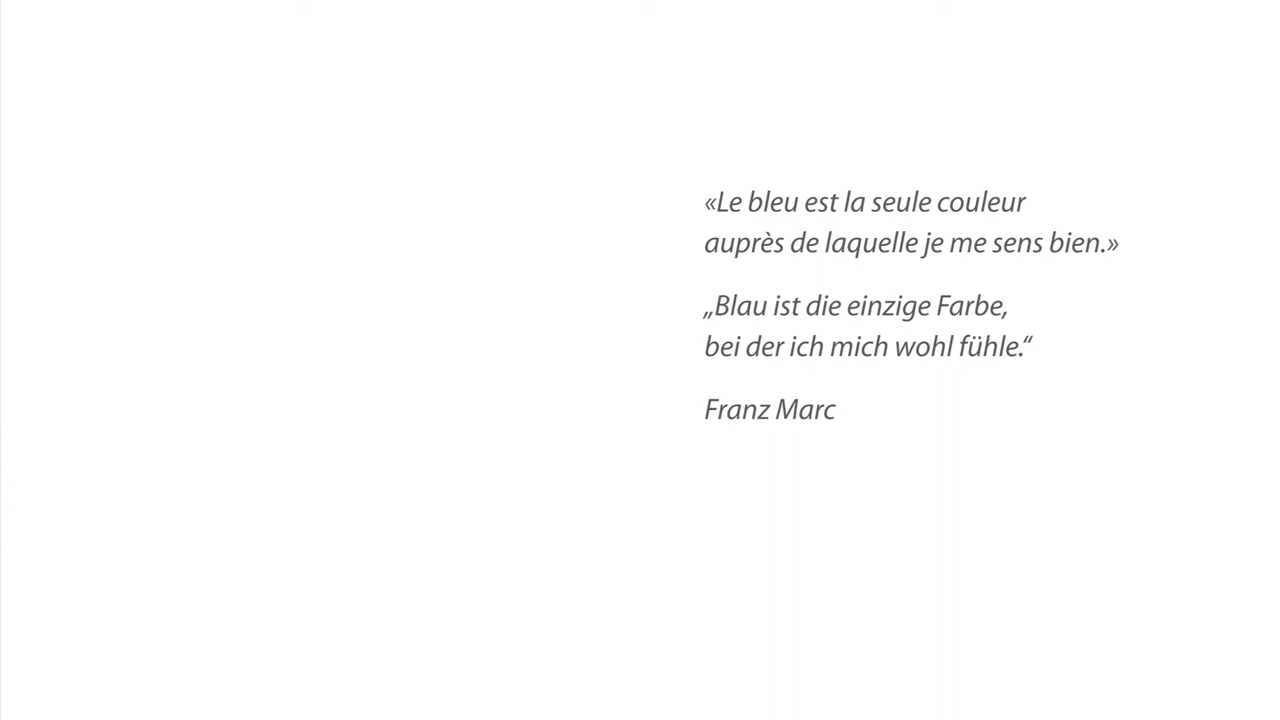 «Le bleu est la seule couleur
auprès de laquelle je me sens bien.»
„Blau ist die einzige Farbe,
bei der ich mich wohl fühle.“
Franz Marc